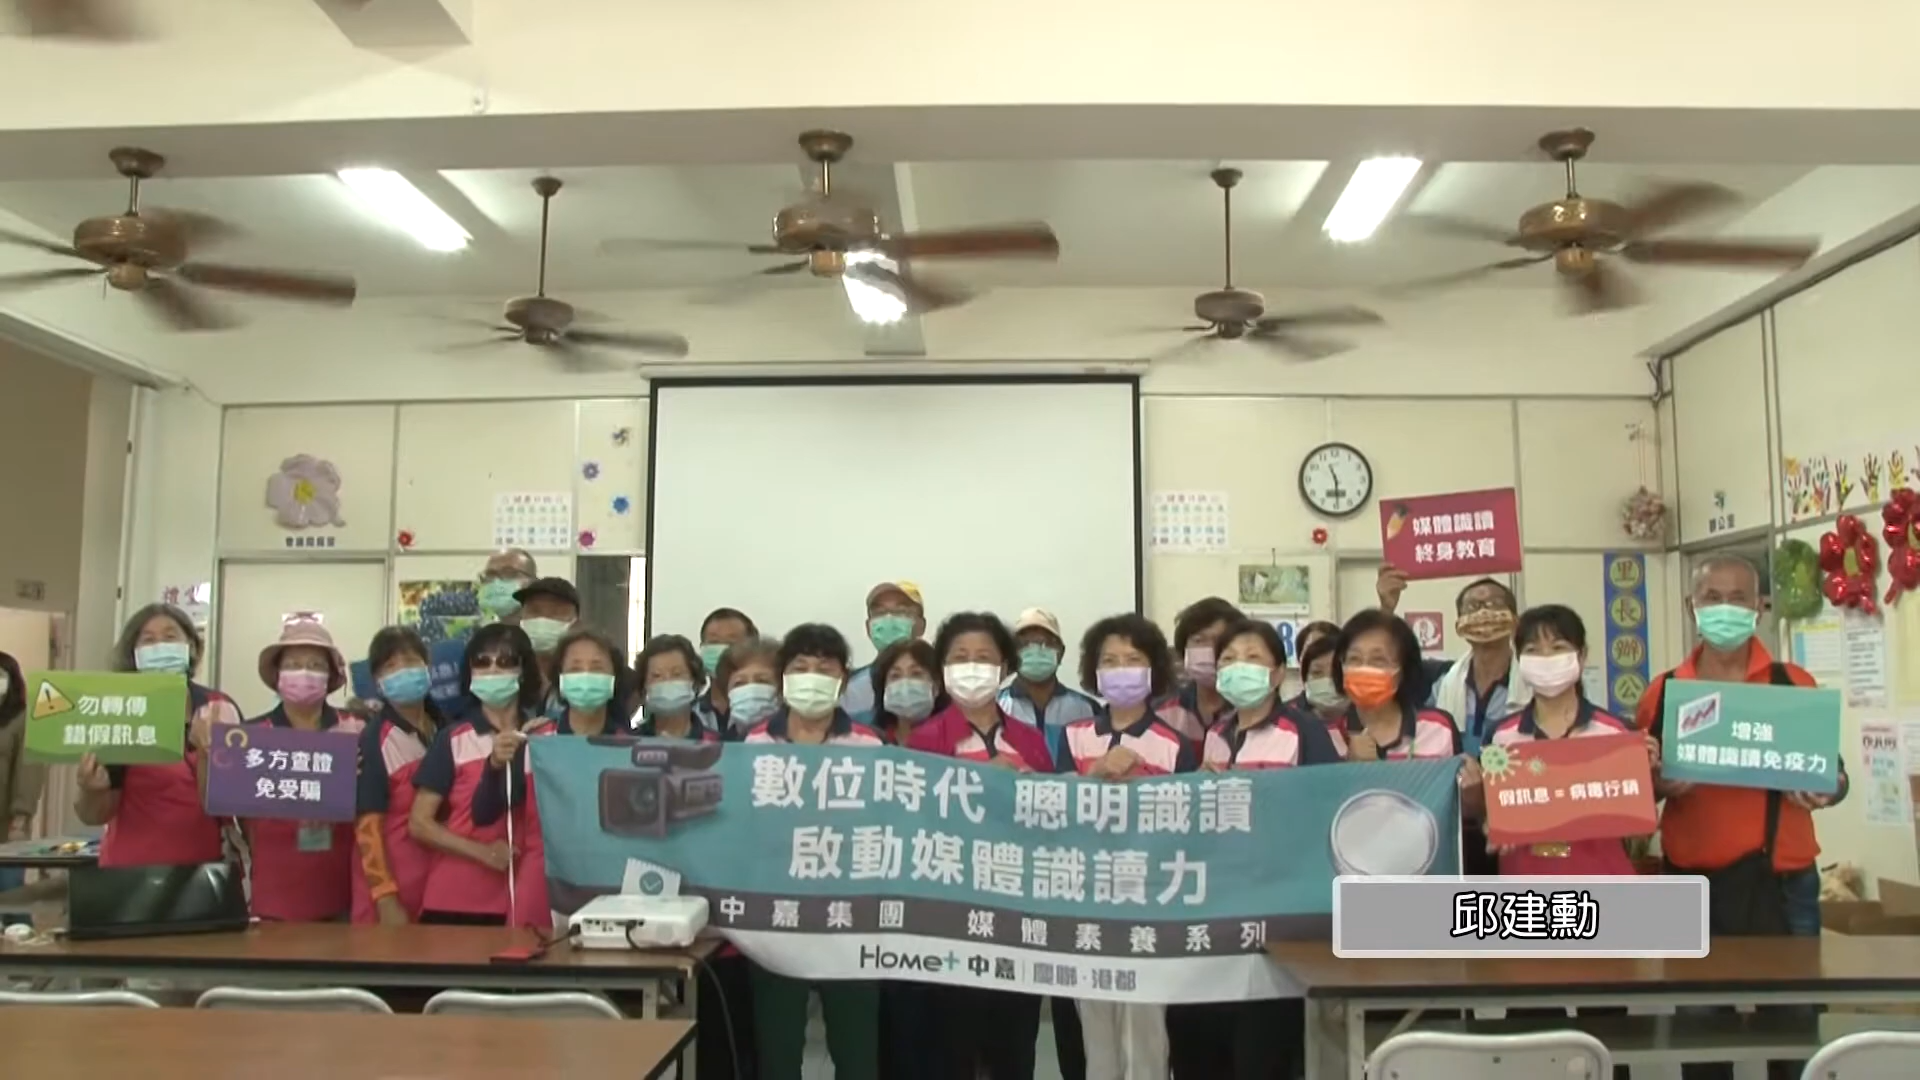 媒體識讀
終身教育
里長辦公
勿轉傳
錯假訊息
多方查證
免受騙
增強
媒體識讀免疫力
假訊息=病毒行銷
數位時代 聰明識讀
啟動媒體識讀力
中嘉集團 媒體素養系列
Home+中嘉 國聯·港都
邱建勳